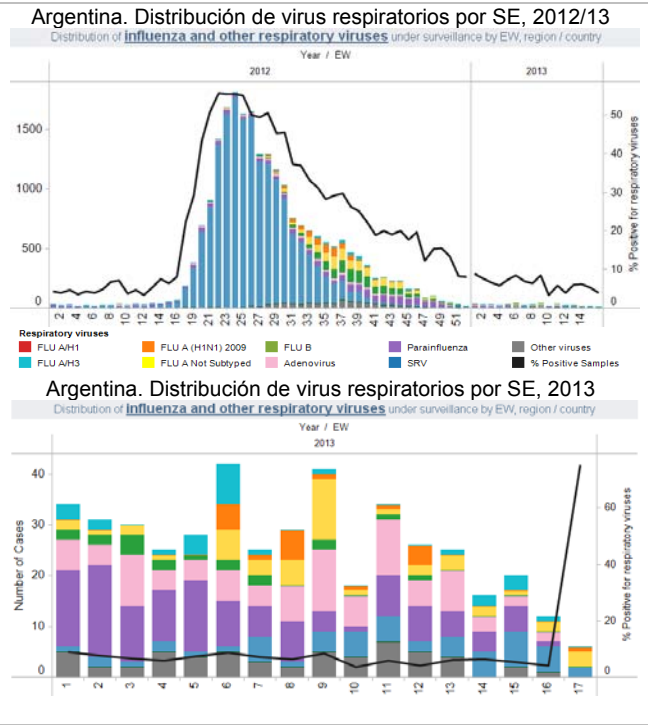 Argentina. Distribución de virus respiratorios por SE, 2012/13
Distribution of influenza and other respiratory viruses under surveillance by EW, region / country
Year / EW
2012 2013
1500
1000
500
0
50
40
30
20
10
0
% Positive for respiratory viruses
2 4 6 8 10 12 14 16 18 20 21 23 25 27 29 31 33 35 37 39 41 43 45 47 49 51 2 4 6 8 10 12 14
Respiratory viruses
FLU A/H1 FLU A (H1N1) 2009 FLU B Parainfluenza Other viruses
FLU A/H3 FLU A Not Subtyped Adenovirus SRV % Positive Samples
Argentina. Distribución de virus respiratorios por SE, 2013
Distribution of influenza and other respiratory viruses under surveillance by EW, region / country
Year / EW
2013
Number of Cases
40
30
20
10
0
60
40
20
0
% Positive for respiratory viruses
1 2 3 4 5 6 7 8 9 10 11 12 13 14 15 16 17